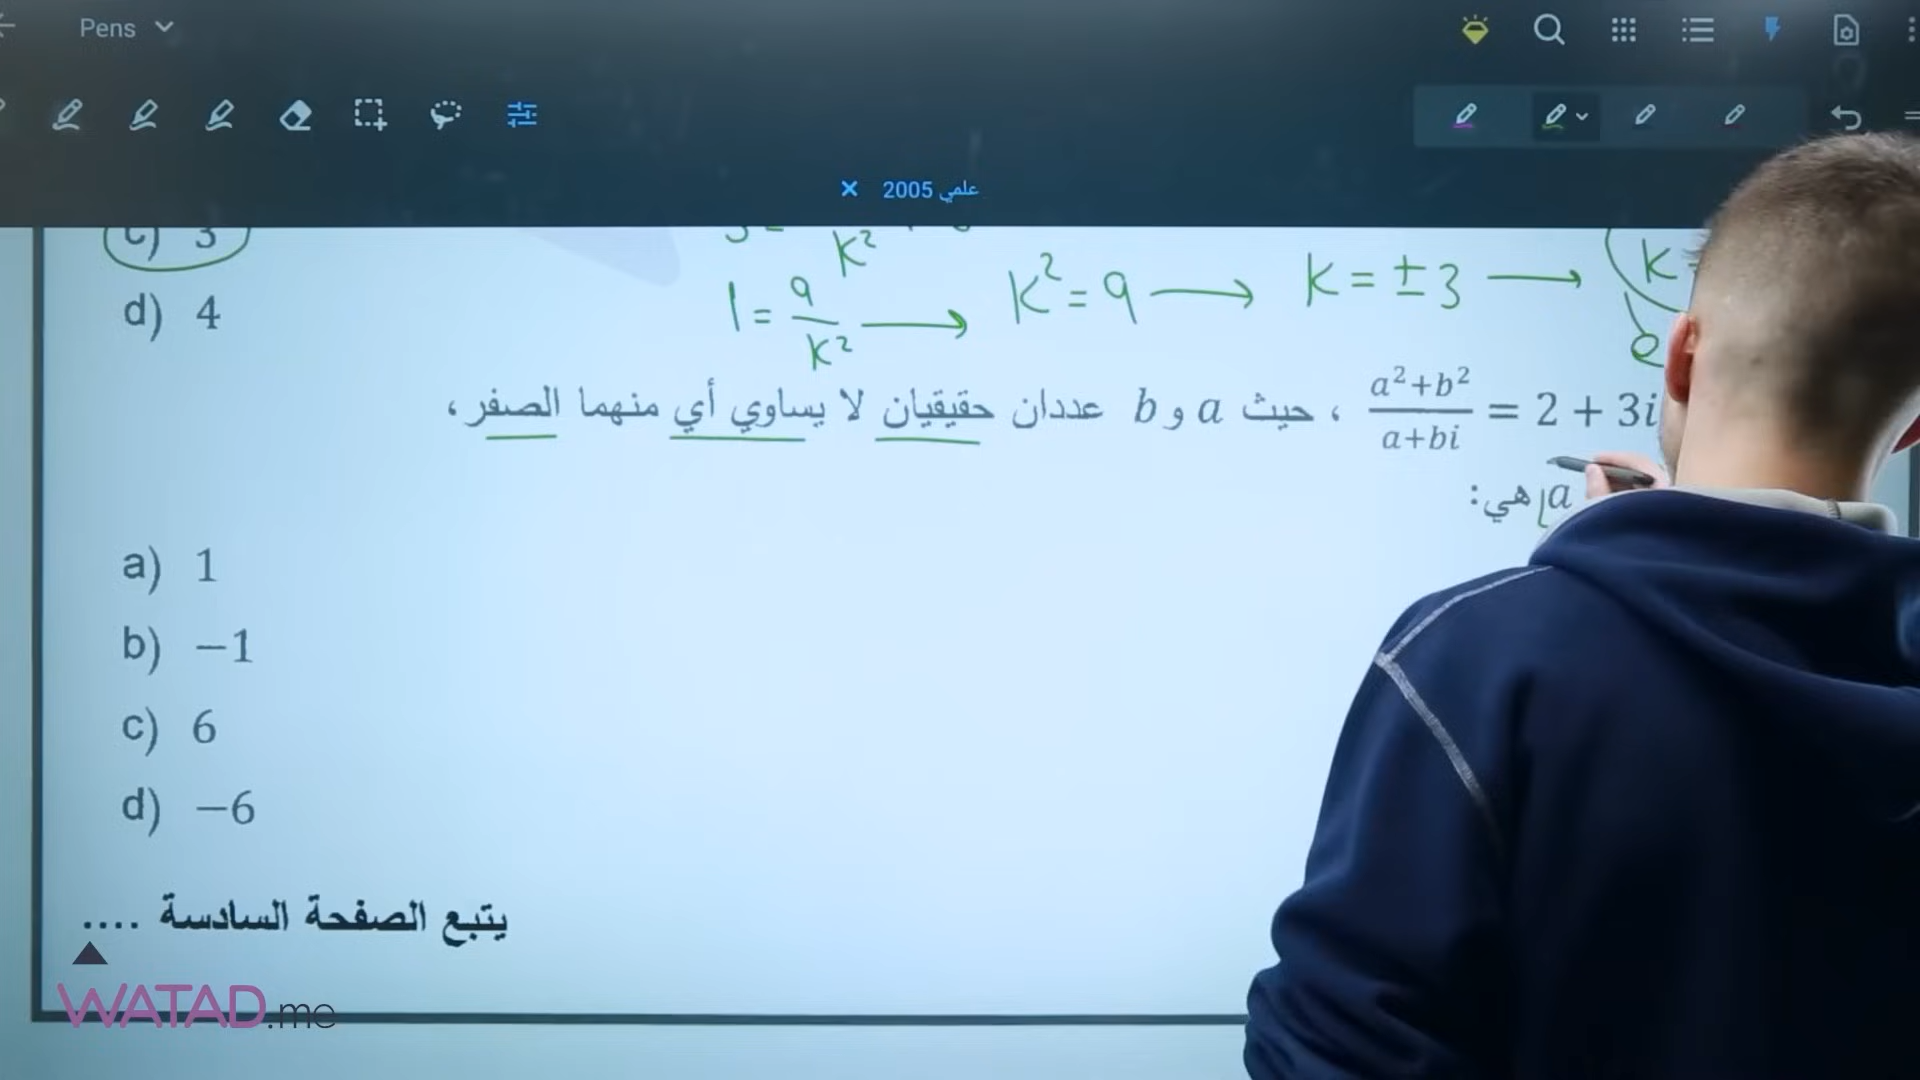 Pens
علمي 2005
c) 3
k²
d) 4
1 = 9/k² → k² = 9 → k = ±3 → k
a²+b²/a+bi = 2 + 3i ، حيث a و b عددان حقيقيان لا يساوي أي منهما الصفر ،
a هي:
a) 1
b) −1
c) 6
d) −6
يتبع الصفحة السادسة ....
WATAD.me